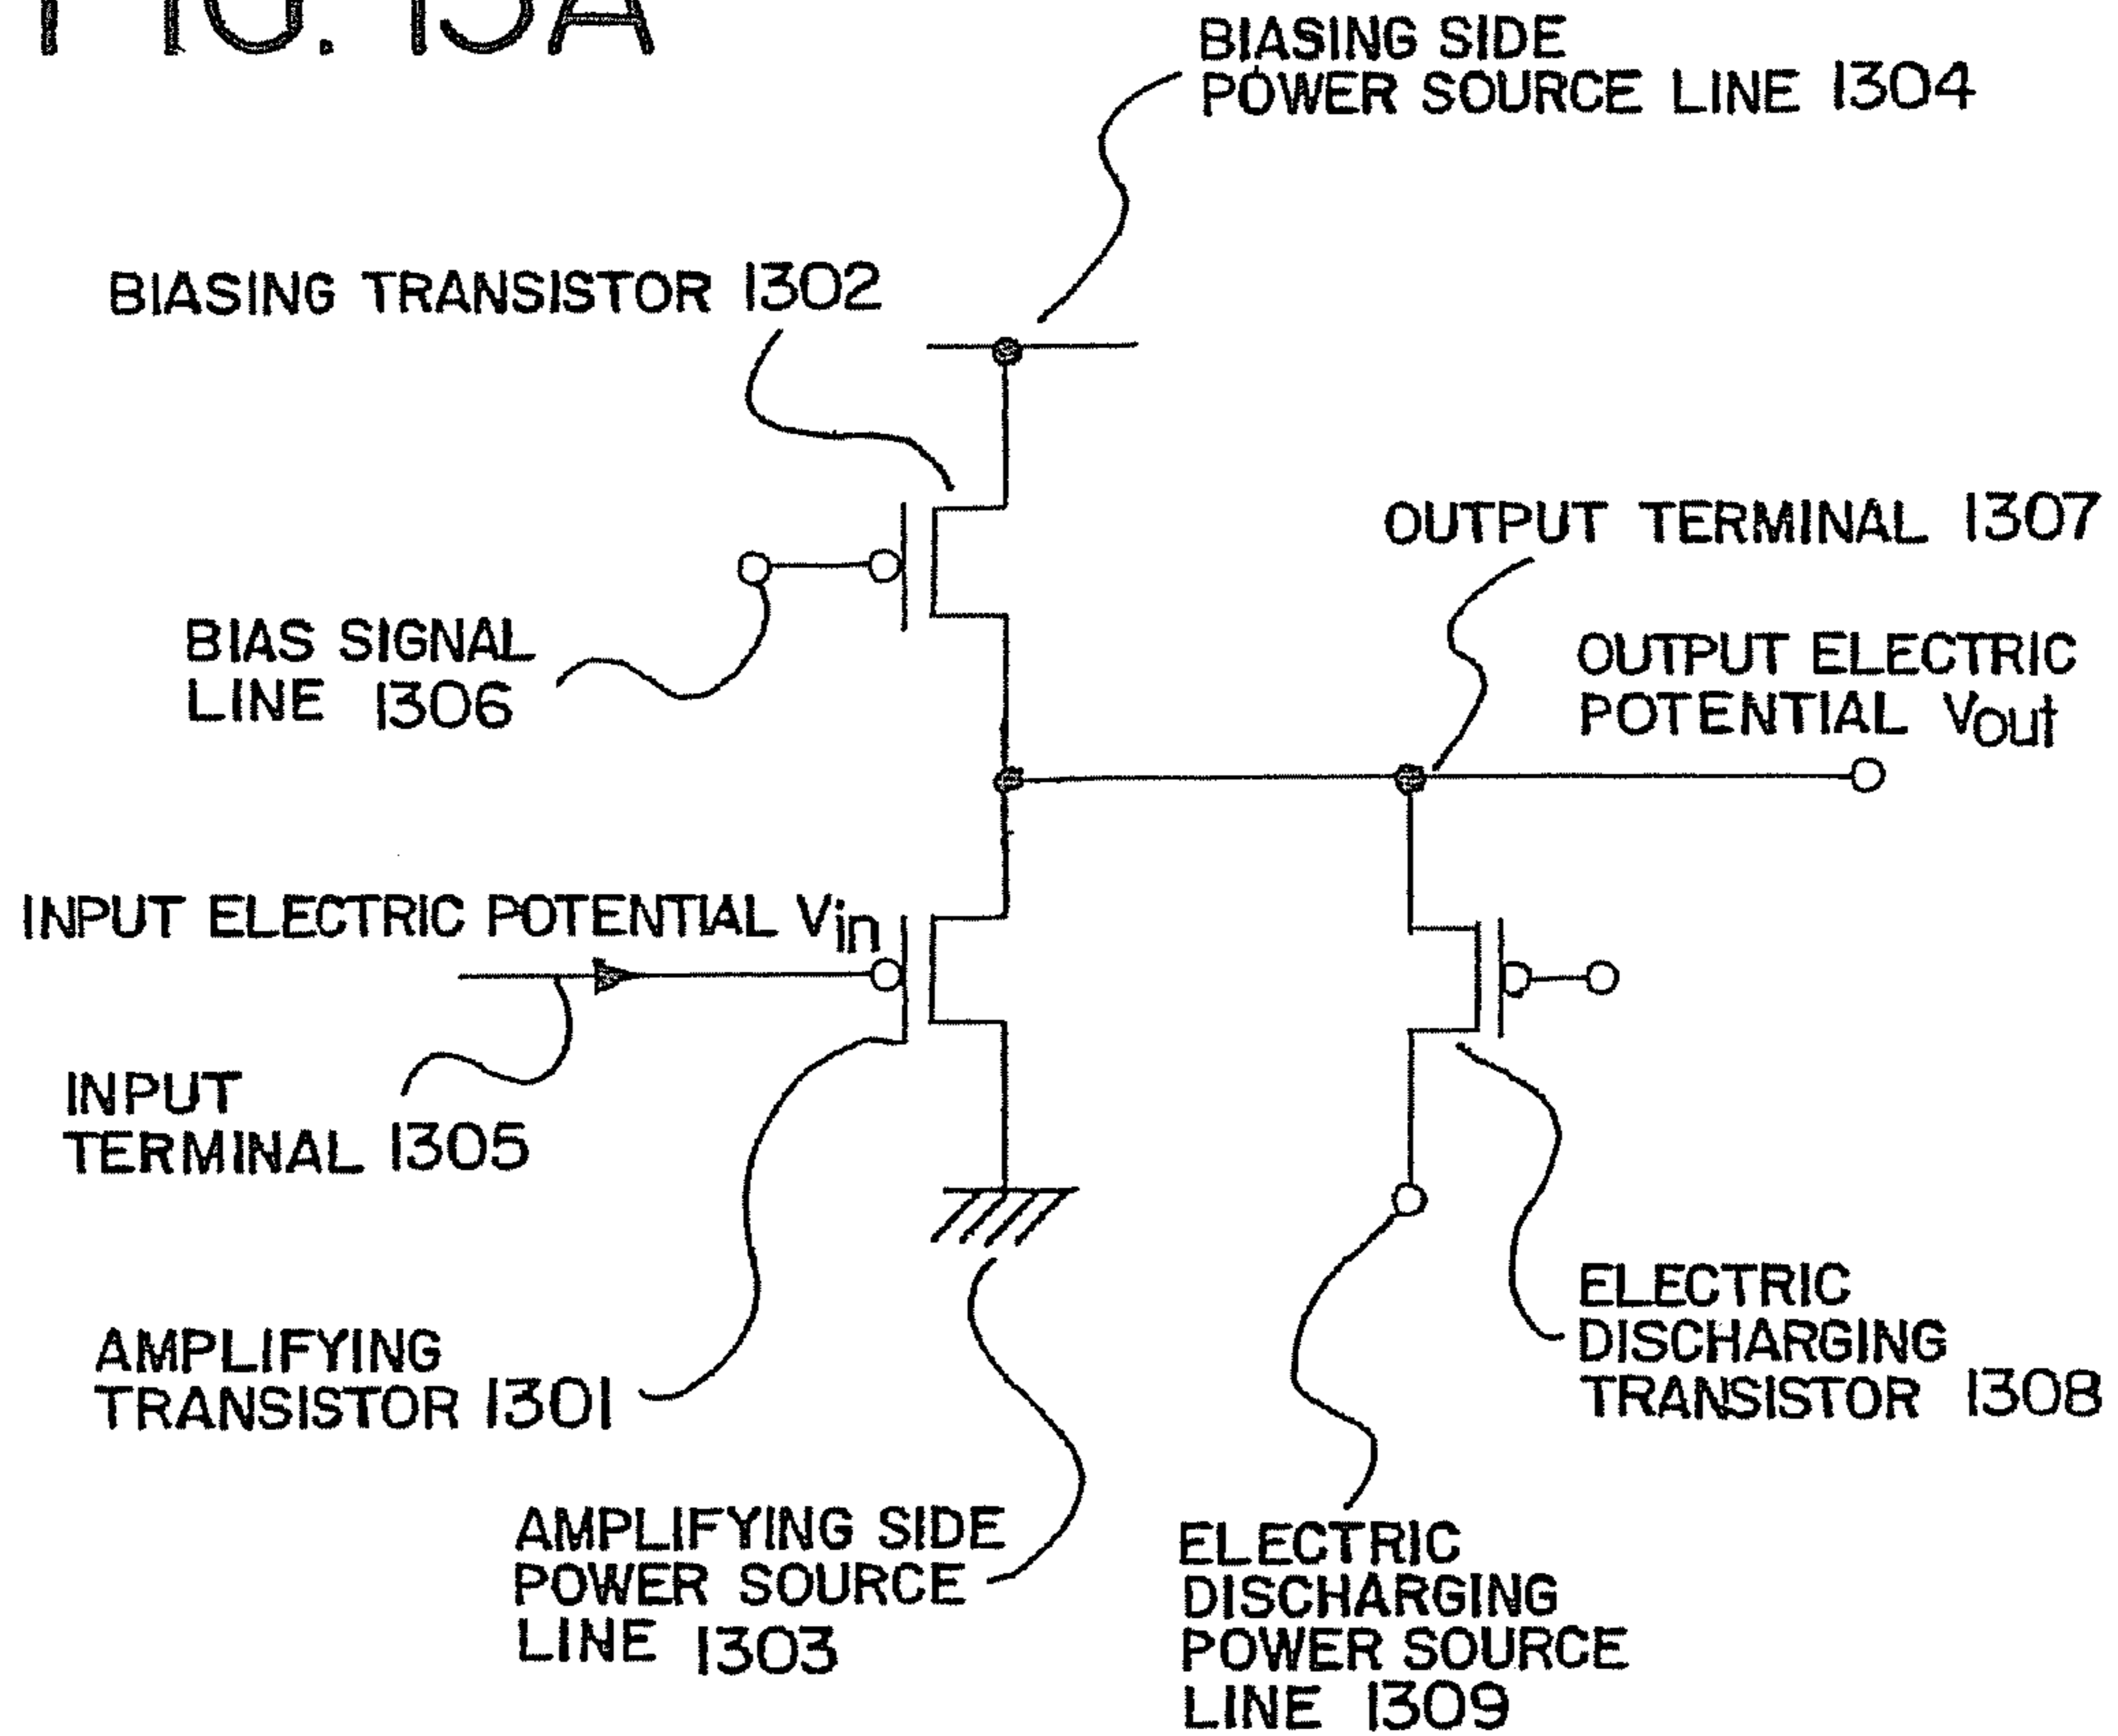 FIG. 13A
BIASING SIDE
POWER SOURCE LINE 1304
BIASING TRANSISTOR 1302
OUTPUT TERMINAL 1307
BIAS SIGNAL
LINE 1306
OUTPUT ELECTRIC
POTENTIAL Vout
INPUT ELECTRIC POTENTIAL Vin
INPUT
TERMINAL 1305
AMPLIFYING
TRANSISTOR 1301
ELECTRIC
DISCHARGING
TRANSISTOR 1308
AMPLIFYING SIDE
POWER SOURCE
LINE 1303
ELECTRIC
DISCHARGING
POWER SOURCE
LINE 1309